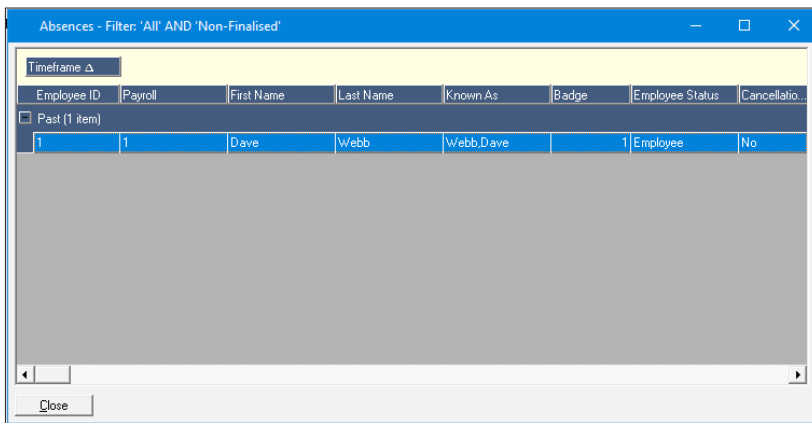 Absences - Filter: 'All' AND 'Non-Finalised'
Timeframe
Employee ID Payroll First Name Last Name Known As Badge Employee Status Cancellatio...
Past (1 item)
1 1 Dave Webb Webb,Dave 1 Employee No
Close